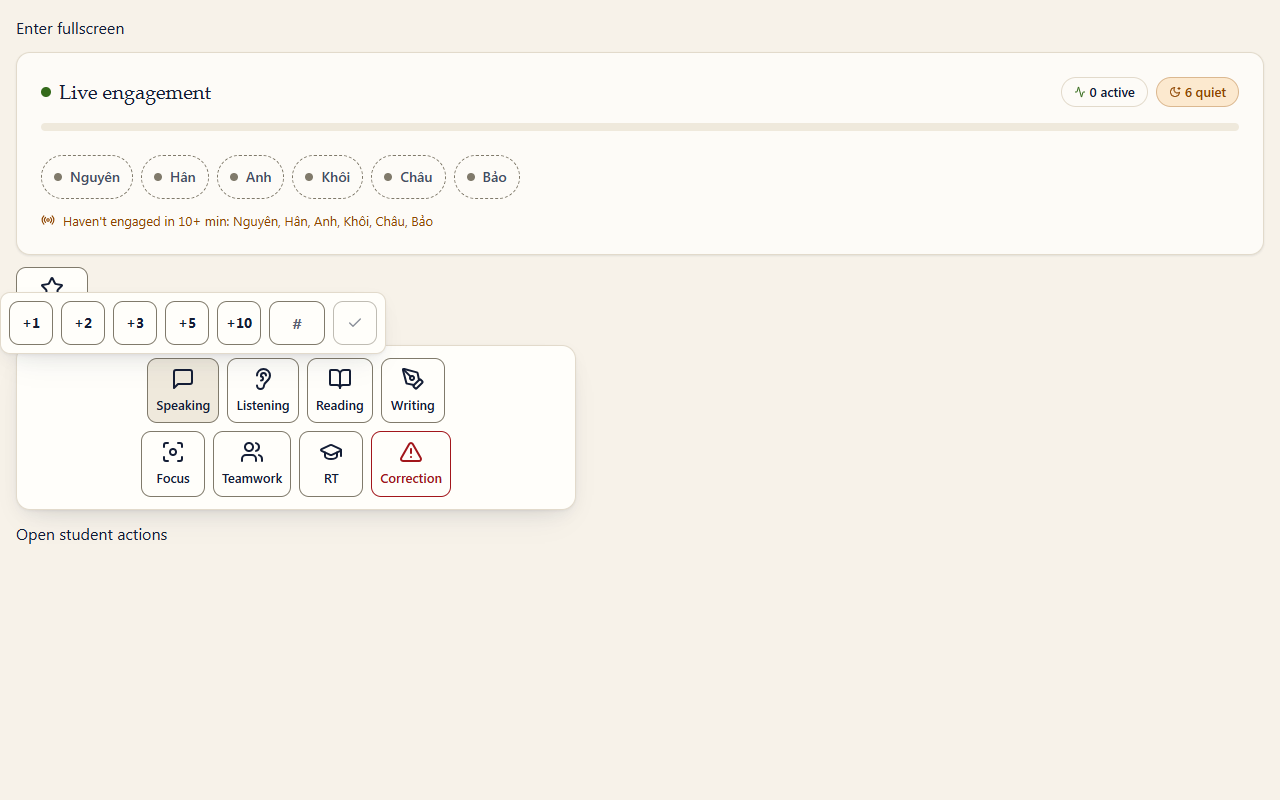 Enter fullscreen
Live engagement
0 active
6 quiet
Nguyên
Hân
Anh
Khôi
Châu
Bảo
Haven't engaged in 10+ min: Nguyên, Hân, Anh, Khôi, Châu, Bảo
+1
+2
+3
+5
+10
#
Speaking
Listening
Reading
Writing
Focus
Teamwork
RT
Correction
Open student actions